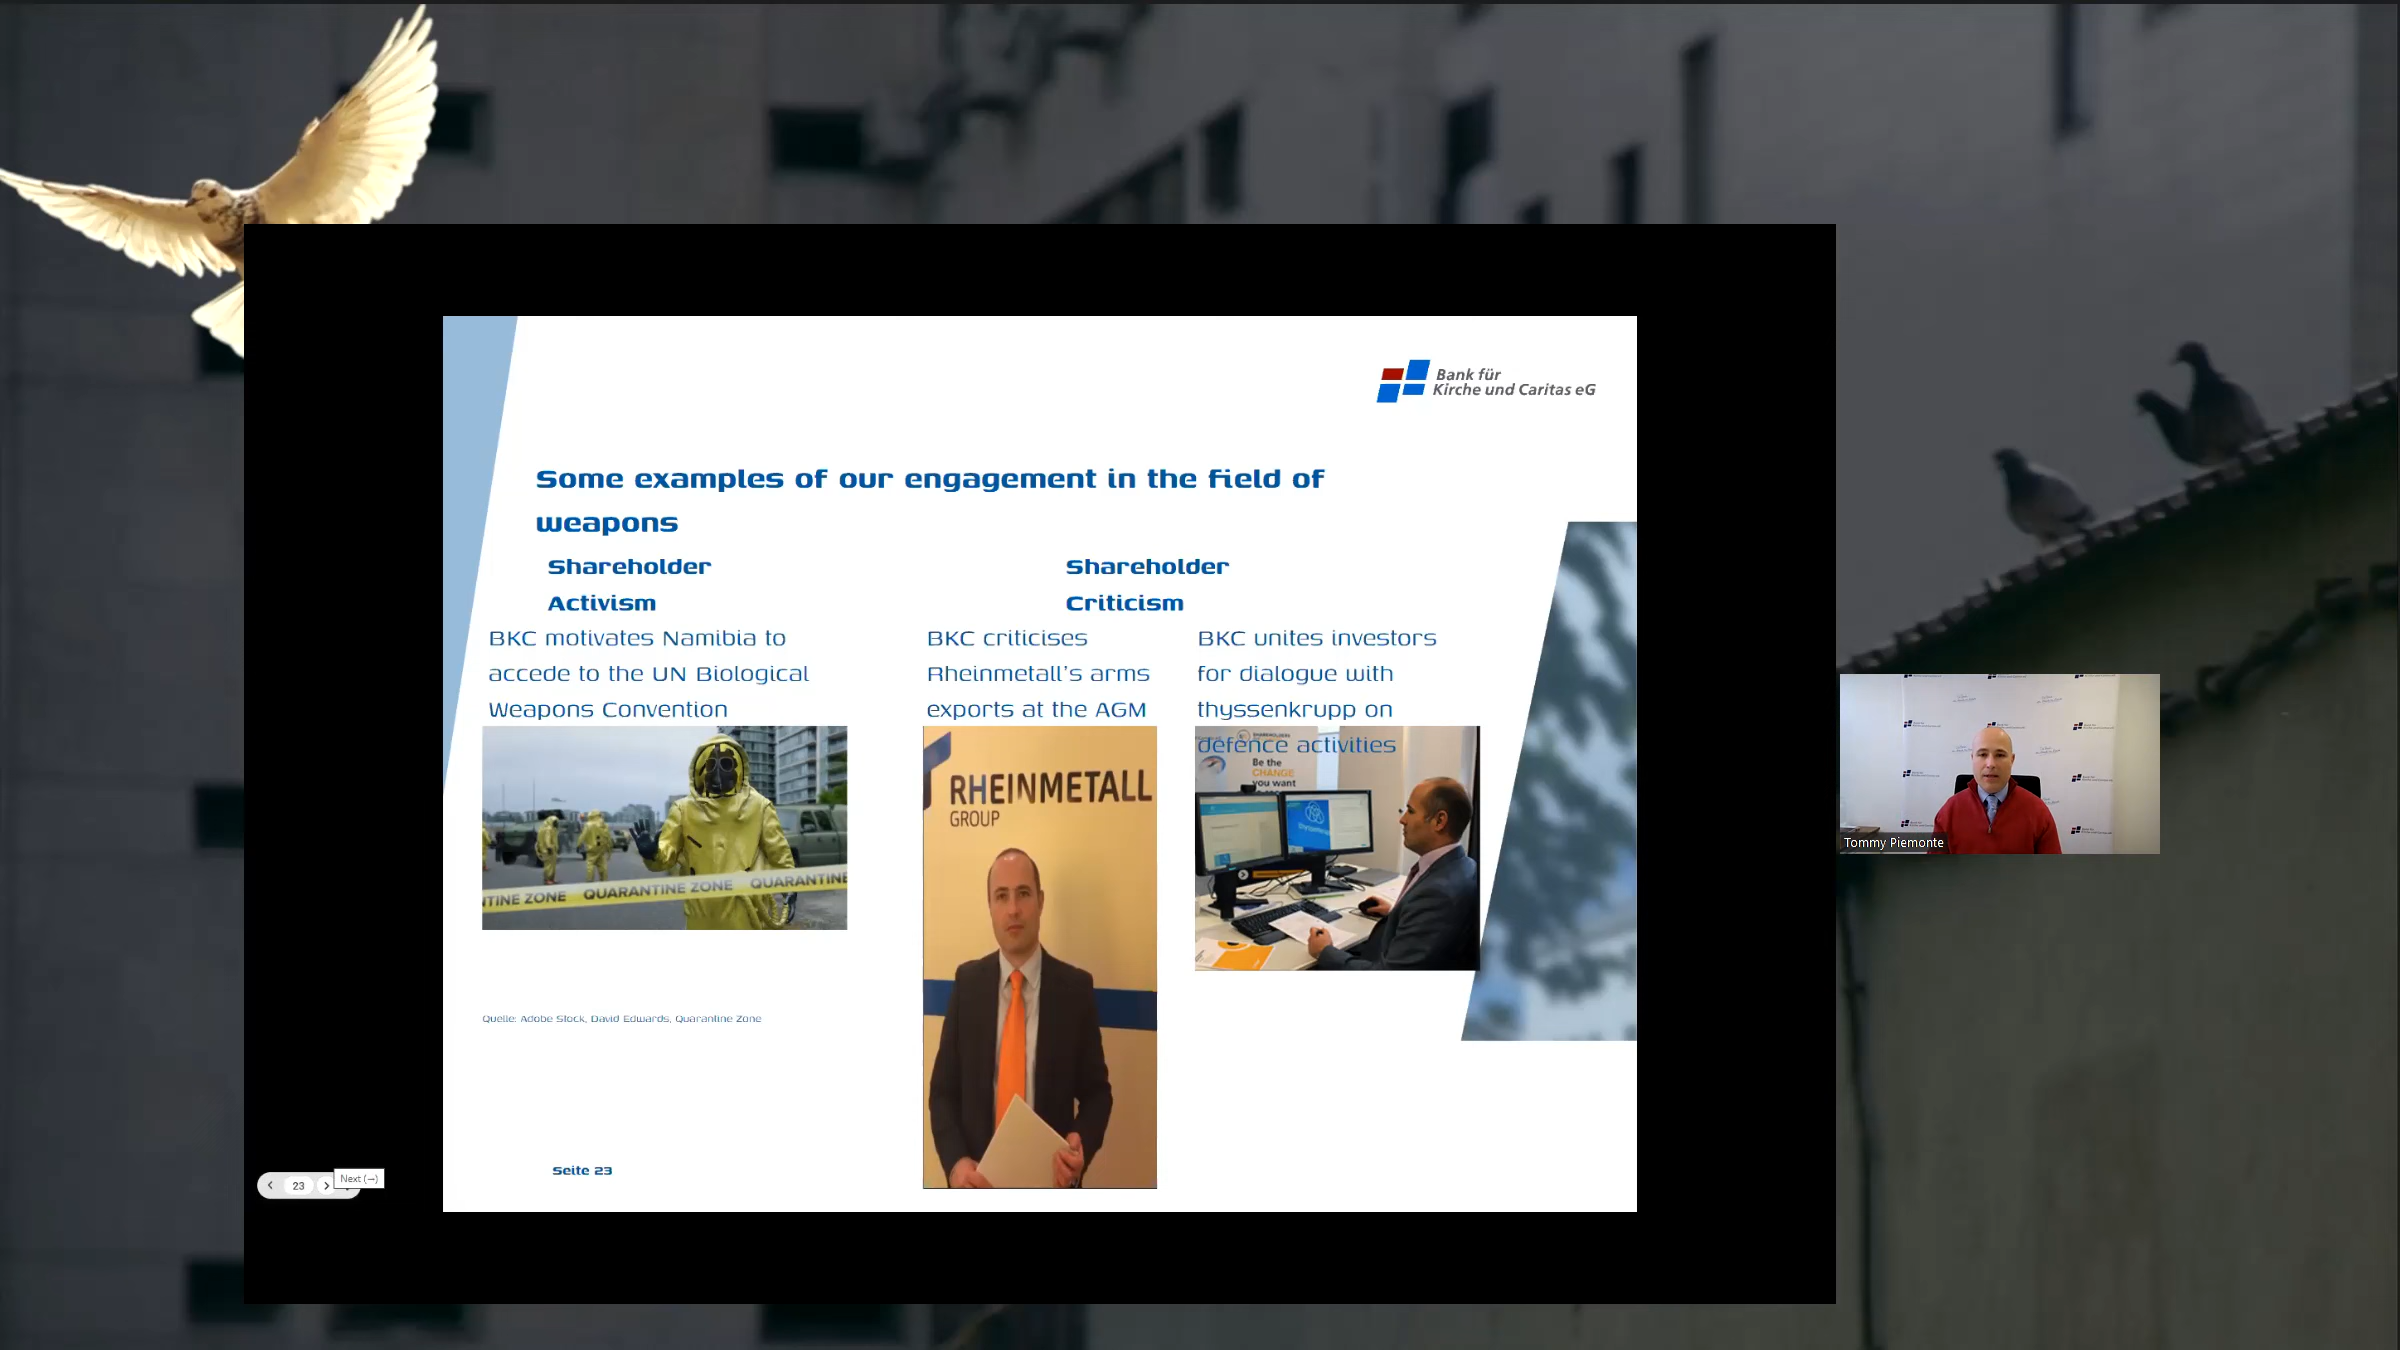 Bank für
Kirche und Caritas eG
Some examples of our engagement in the field of
weapons
Shareholder
Activism
BKC motivates Namibia to
accede to the UN Biological
Weapons Convention
QUARANTINE ZONE
QUARANTINE
TINE ZONE
Quelle: Adobe Stock, David Edwards, Quarantine Zone
Shareholder
Criticism
BKC criticises
Rheinmetall's arms
exports at the AGM
RHEINMETALL
GROUP
BKC unites investors
for dialogue with
thyssenkrupp on
defence activities
Be the
CHANGE
you want
Seite 23
23
Next (→)
Tommy Piemonte